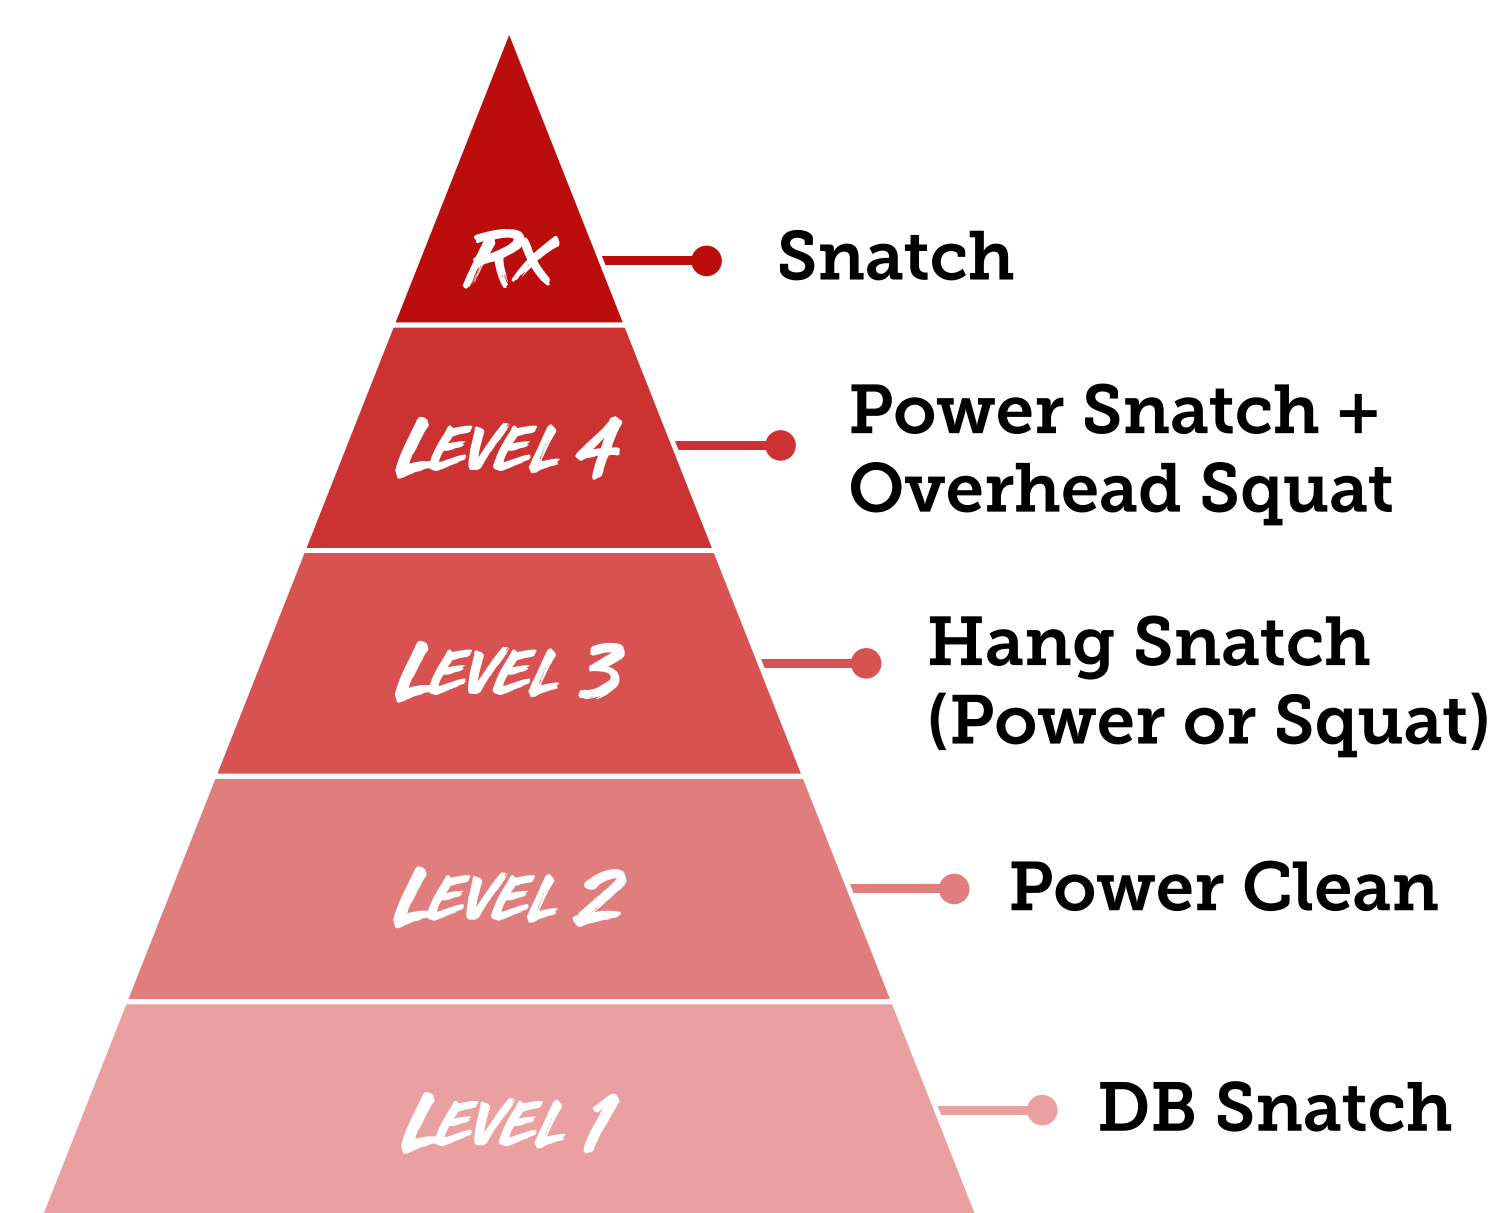 Rx
Snatch
Level 4
Power Snatch +
Overhead Squat
Level 3
Hang Snatch
(Power or Squat)
Level 2
Power Clean
Level 1
DB Snatch